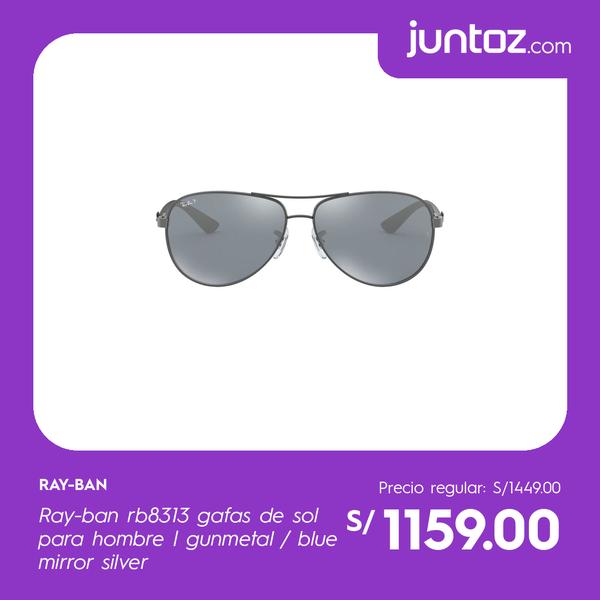 juntoz.com
RAY-BAN
Ray-ban rb8313 gafas de sol
para hombre | gunmetal / blue
mirror silver
Precio regular: S/1449.00
S/ 1159.00